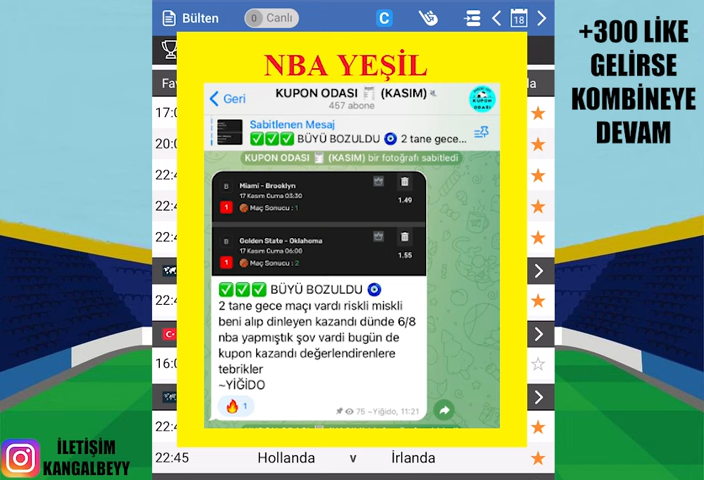 Bülten
0 Canlı
C
18
+300 LİKE
GELİRSE
KOMBİNEYE
DEVAM
NBA YEŞİL
Geri
KUPON ODASI (KASIM)
457 abone
KUPON
ODASI
Sabitlenen Mesaj
✅✅✅ BÜYÜ BOZULDU 🧿 2 tane gece...
KUPON ODASI (KASIM) bir fotoğrafı sabitledi
B Miami - Brooklyn
17 Kasım Cuma 03:30
1 Maç Sonucu : 1
1.49
B Golden State - Oklahoma
17 Kasım Cuma 06:00
1 Maç Sonucu : 2
1.55
✅✅✅ BÜYÜ BOZULDU 🧿
2 tane gece maçı vardı riskli miskli
beni alıp dinleyen kazandı dünde 6/8
nba yapmıştık şov vardi bugün de
kupon kazandı değerlendirenlere
tebrikler
~YİĞİDO
🔥 1
75 ~Yiğido, 11:21
Fav
17:0
20:0
22:4
22:4
22:4
22:4
16:0
22:4
22:45 Hollanda v İrlanda
İLETİŞİM
KANGALBEYY